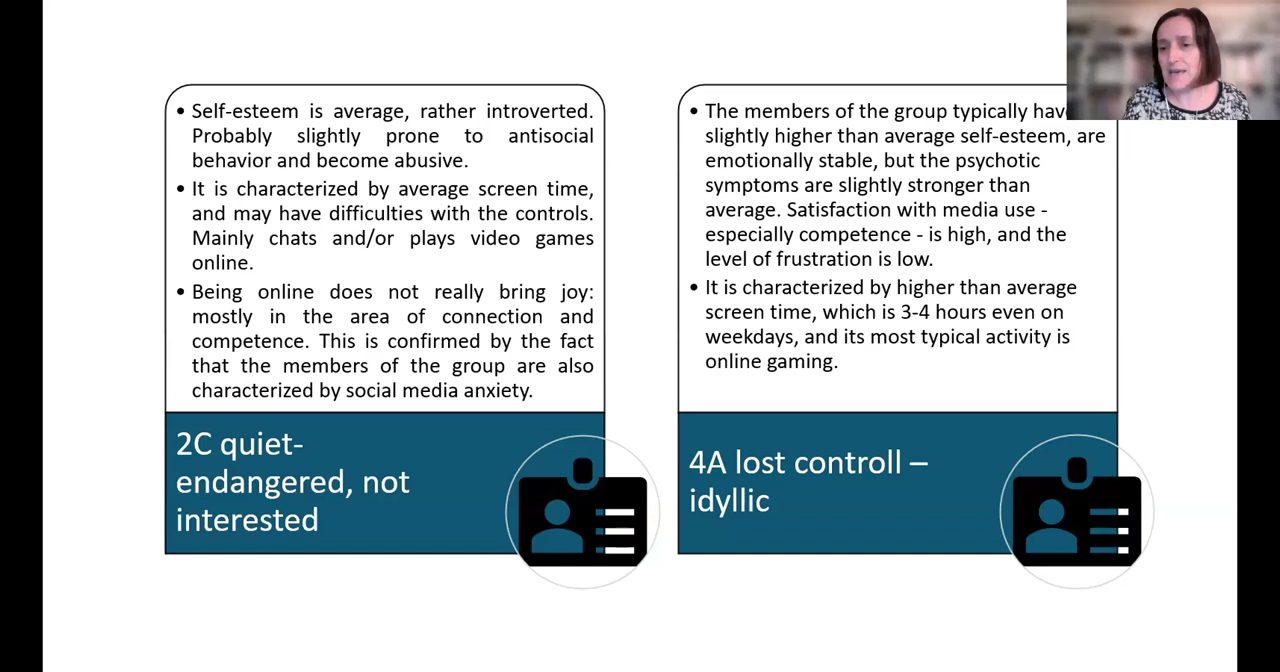 • Self-esteem is average, rather introverted.
Probably slightly prone to antisocial
behavior and become abusive.
• It is characterized by average screen time,
and may have difficulties with the controls.
Mainly chats and/or plays video games
online.
• Being online does not really bring joy:
mostly in the area of connection and
competence. This is confirmed by the fact
that the members of the group are also
characterized by social media anxiety.
2C quiet-
endangered, not
interested
• The members of the group typically have
slightly higher than average self-esteem, are
emotionally stable, but the psychotic
symptoms are slightly stronger than
average. Satisfaction with media use -
especially competence - is high, and the
level of frustration is low.
• It is characterized by higher than average
screen time, which is 3-4 hours even on
weekdays, and its most typical activity is
online gaming.
4A lost controll –
idyllic